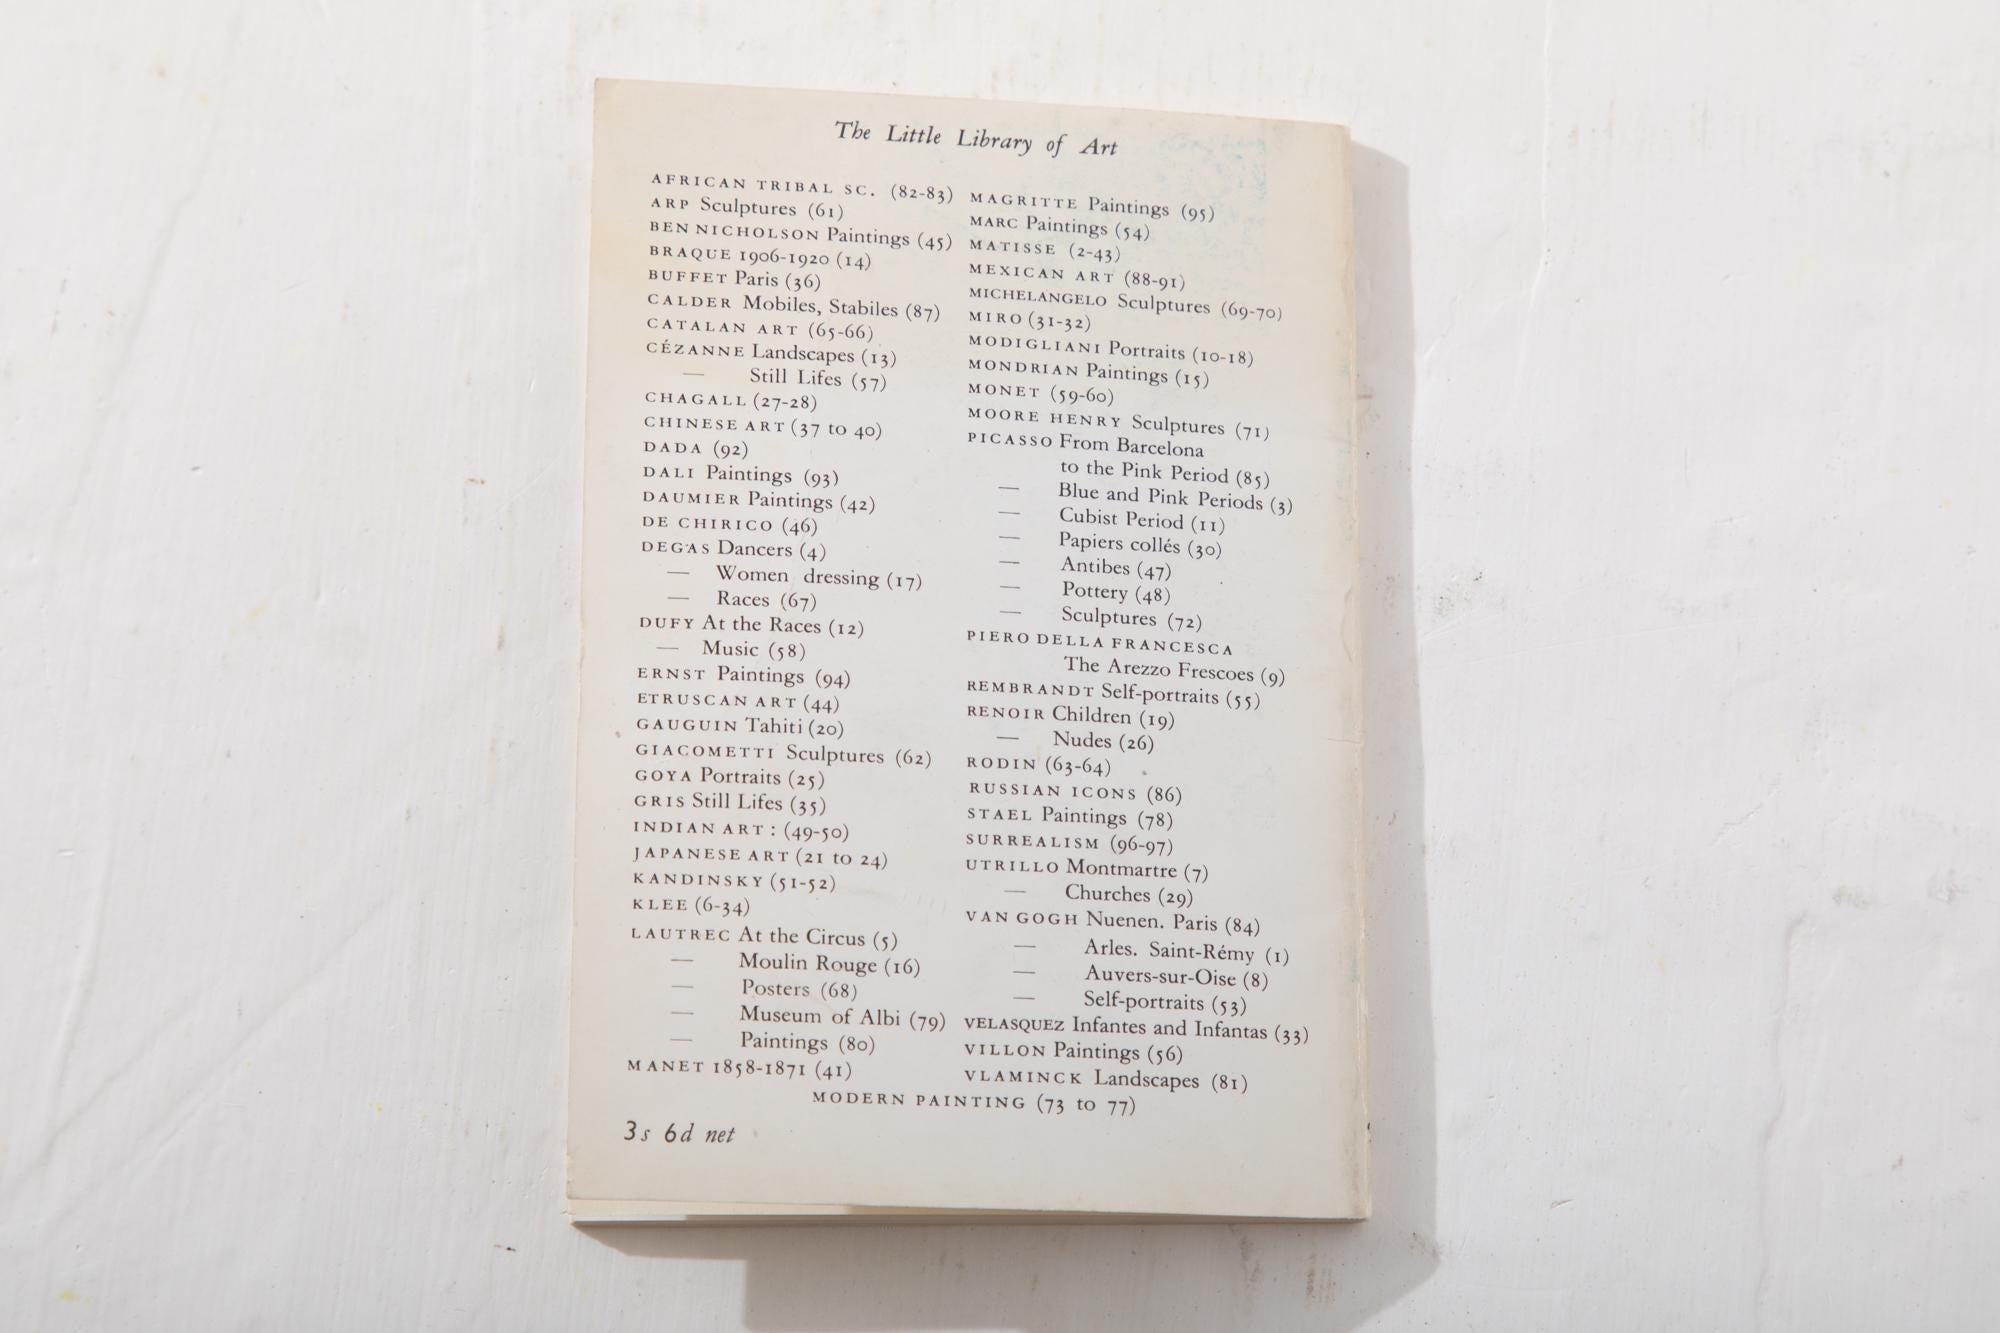 The Little Library of Art
AFRICAN TRIBAL SC. (82-83)
ARP Sculptures (61)
BEN NICHOLSON Paintings (45)
BRAQUE 1906-1920 (14)
BUFFET Paris (36)
CALDER Mobiles, Stabiles (87)
CATALAN ART (65-66)
CÉZANNE Landscapes (13)
— Still Lifes (57)
CHAGALL (27-28)
CHINESE ART (37 to 40)
DADA (92)
DALI Paintings (93)
DAUMIER Paintings (42)
DE CHIRICO (46)
DEGAS Dancers (4)
— Women dressing (17)
— Races (67)
DUFY At the Races (12)
— Music (58)
ERNST Paintings (94)
ETRUSCAN ART (44)
GAUGUIN Tahiti (20)
GIACOMETTI Sculptures (62)
GOYA Portraits (25)
GRIS Still Lifes (35)
INDIAN ART : (49-50)
JAPANESE ART (21 to 24)
KANDINSKY (51-52)
KLEE (6-34)
LAUTREC At the Circus (5)
— Moulin Rouge (16)
— Posters (68)
— Museum of Albi (79)
— Paintings (80)
MANET 1858-1871 (41)
MAGRITTE Paintings (95)
MARC Paintings (54)
MATISSE (2-43)
MEXICAN ART (88-91)
MICHELANGELO Sculptures (69-70)
MIRO (31-32)
MODIGLIANI Portraits (10-18)
MONDRIAN Paintings (15)
MONET (59-60)
MOORE HENRY Sculptures (71)
PICASSO From Barcelona
to the Pink Period (85)
— Blue and Pink Periods (3)
— Cubist Period (11)
— Papiers collés (30)
— Antibes (47)
— Pottery (48)
— Sculptures (72)
PIERO DELLA FRANCESCA
The Arezzo Frescoes (9)
REMBRANDT Self-portraits (55)
RENOIR Children (19)
— Nudes (26)
RODIN (63-64)
RUSSIAN ICONS (86)
STAEL Paintings (78)
SURREALISM (96-97)
UTRILLO Montmartre (7)
— Churches (29)
VAN GOGH Nuenen. Paris (84)
— Arles. Saint-Rémy (1)
— Auvers-sur-Oise (8)
— Self-portraits (53)
VELASQUEZ Infantes and Infantas (33)
VILLON Paintings (56)
VLAMINCK Landscapes (81)
MODERN PAINTING (73 to 77)
3s 6d net